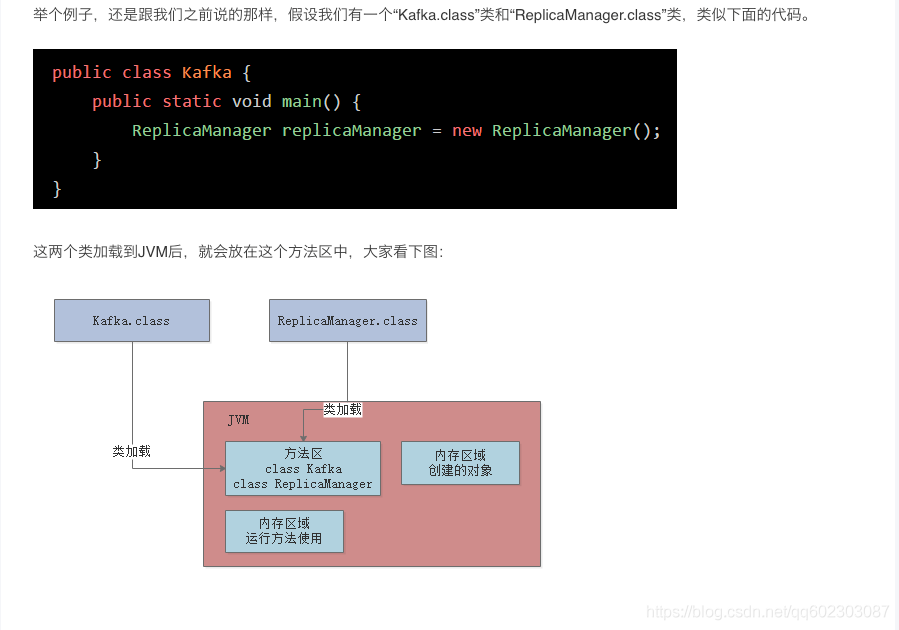 举个例子，还是跟我们之前说的那样，假设我们有一个“Kafka.class”类和“ReplicaManager.class”类，类似下面的代码。
public class Kafka {
public static void main() {
ReplicaManager replicaManager = new ReplicaManager();
}
}
这两个类加载到JVM后，就会放在这个方法区中，大家看下图：
Kafka.class
ReplicaManager.class
类加载
JVM
类加载
方法区
class Kafka
class ReplicaManager
内存区域
创建的对象
内存区域
运行方法使用
https://blog.csdn.net/qq602303087